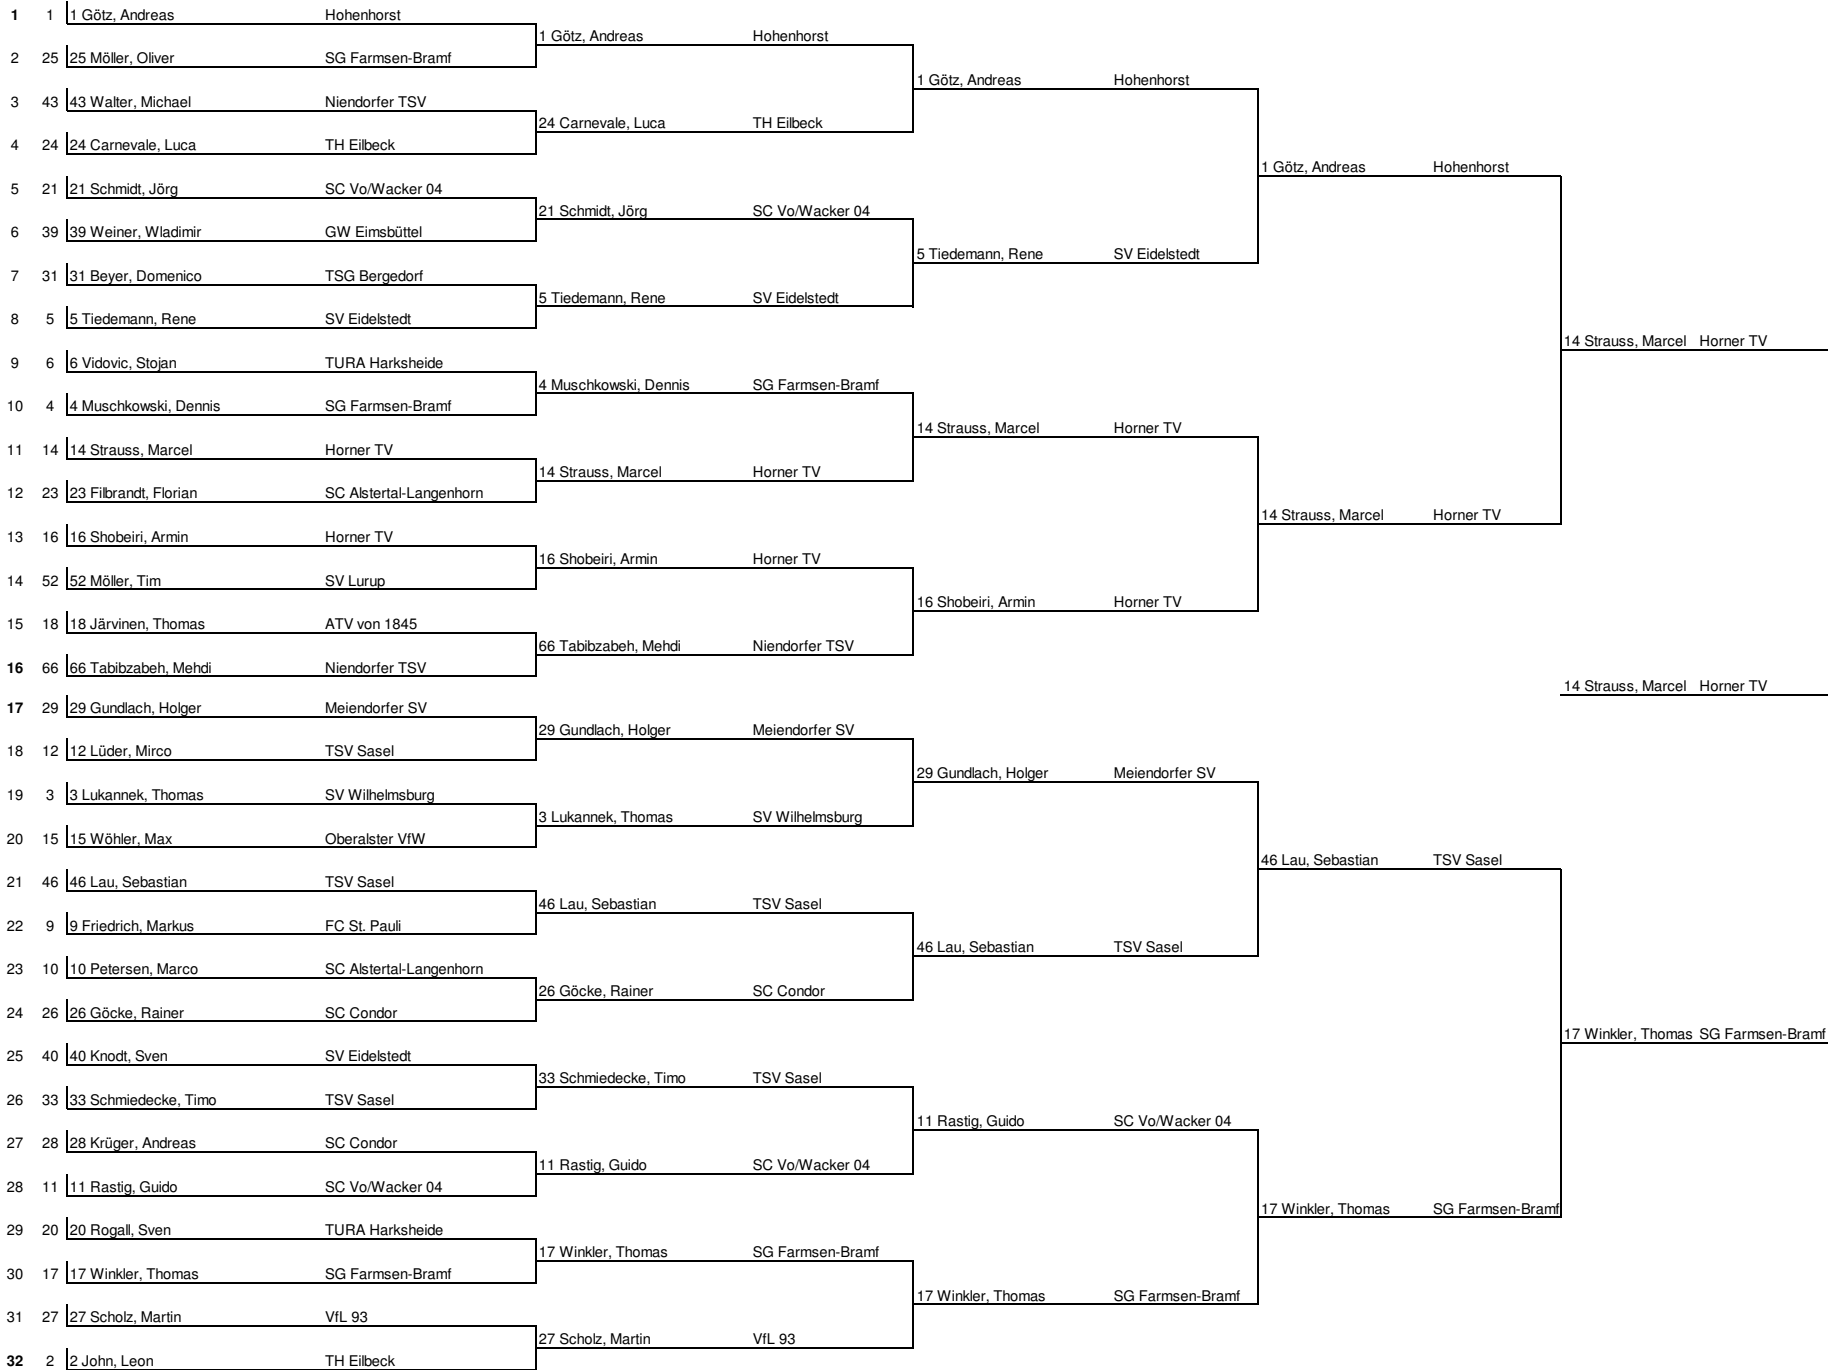 1 1 1 Götz, Andreas Hohenhorst
1 Götz, Andreas Hohenhorst
2 25 25 Möller, Oliver SG Farmsen-Bramf
1 Götz, Andreas Hohenhorst
3 43 43 Walter, Michael Niendorfer TSV
24 Carnevale, Luca TH Eilbeck
4 24 24 Carnevale, Luca TH Eilbeck
1 Götz, Andreas Hohenhorst
5 21 21 Schmidt, Jörg SC Vo/Wacker 04
21 Schmidt, Jörg SC Vo/Wacker 04
6 39 39 Weiner, Wladimir GW Eimsbüttel
5 Tiedemann, Rene SV Eidelstedt
7 31 31 Beyer, Domenico TSG Bergedorf
5 Tiedemann, Rene SV Eidelstedt
8 5 5 Tiedemann, Rene SV Eidelstedt
14 Strauss, Marcel Horner TV
9 6 6 Vidovic, Stojan TURA Harksheide
4 Muschkowski, Dennis SG Farmsen-Bramf
10 4 4 Muschkowski, Dennis SG Farmsen-Bramf
14 Strauss, Marcel Horner TV
11 14 14 Strauss, Marcel Horner TV
14 Strauss, Marcel Horner TV
12 23 23 Filbrandt, Florian SC Alstertal-Langenhorn
14 Strauss, Marcel Horner TV
13 16 16 Shobeiri, Armin Horner TV
16 Shobeiri, Armin Horner TV
14 52 52 Möller, Tim SV Lurup
16 Shobeiri, Armin Horner TV
15 18 18 Järvinen, Thomas ATV von 1845
66 Tabibzabeh, Mehdi Niendorfer TSV
16 66 66 Tabibzabeh, Mehdi Niendorfer TSV
14 Strauss, Marcel Horner TV
17 29 29 Gundlach, Holger Meiendorfer SV
29 Gundlach, Holger Meiendorfer SV
18 12 12 Lüder, Mirco TSV Sasel
29 Gundlach, Holger Meiendorfer SV
19 3 3 Lukannek, Thomas SV Wilhelmsburg
3 Lukannek, Thomas SV Wilhelmsburg
20 15 15 Wöhler, Max Oberalster VfW
46 Lau, Sebastian TSV Sasel
21 46 46 Lau, Sebastian TSV Sasel
46 Lau, Sebastian TSV Sasel
22 9 9 Friedrich, Markus FC St. Pauli
46 Lau, Sebastian TSV Sasel
23 10 10 Petersen, Marco SC Alstertal-Langenhorn
26 Göcke, Rainer SC Condor
24 26 26 Göcke, Rainer SC Condor
17 Winkler, Thomas SG Farmsen-Bramf
25 40 40 Knodt, Sven SV Eidelstedt
33 Schmiedecke, Timo TSV Sasel
26 33 33 Schmiedecke, Timo TSV Sasel
11 Rastig, Guido SC Vo/Wacker 04
27 28 28 Krüger, Andreas SC Condor
11 Rastig, Guido SC Vo/Wacker 04
28 11 11 Rastig, Guido SC Vo/Wacker 04
17 Winkler, Thomas SG Farmsen-Bramf
29 20 20 Rogall, Sven TURA Harksheide
17 Winkler, Thomas SG Farmsen-Bramf
30 17 17 Winkler, Thomas SG Farmsen-Bramf
17 Winkler, Thomas SG Farmsen-Bramf
31 27 27 Scholz, Martin VfL 93
27 Scholz, Martin VfL 93
32 2 2 John, Leon TH Eilbeck